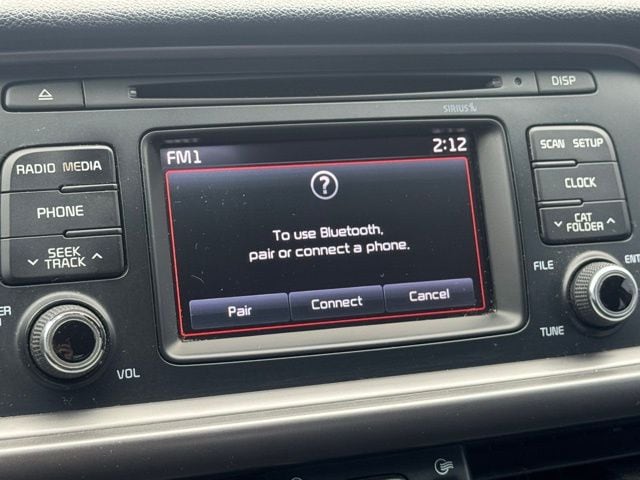 DISP
SIRIUS
RADIO MEDIA
PHONE
SEEK
TRACK
VOL
FM1
2:12
?
To use Bluetooth,
pair or connect a phone.
Pair
Connect
Cancel
SCAN SETUP
CLOCK
CAT
FOLDER
FILE
TUNE